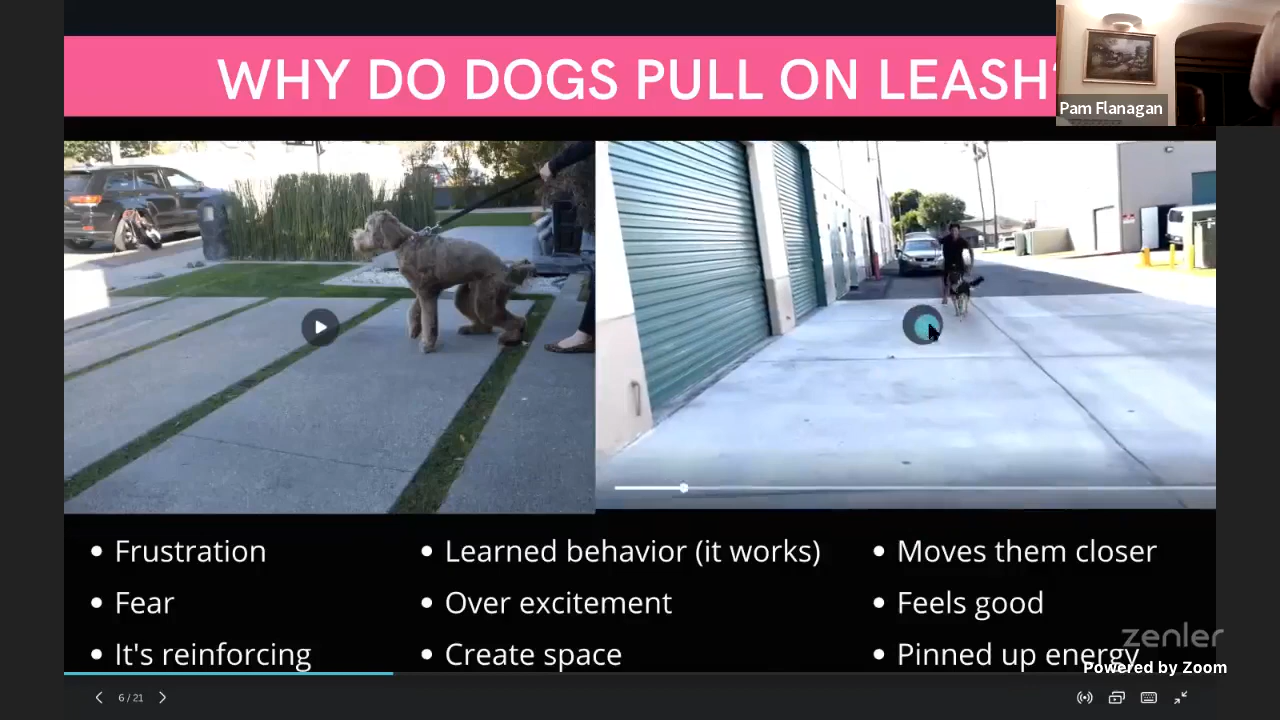 WHY DO DOGS PULL ON LEASH?
Pam Flanagan
• Frustration
• Fear
• It's reinforcing
• Learned behavior (it works)
• Over excitement
• Create space
• Moves them closer
• Feels good
• Pinned up energy
zenler
Powered by Zoom
6 / 21